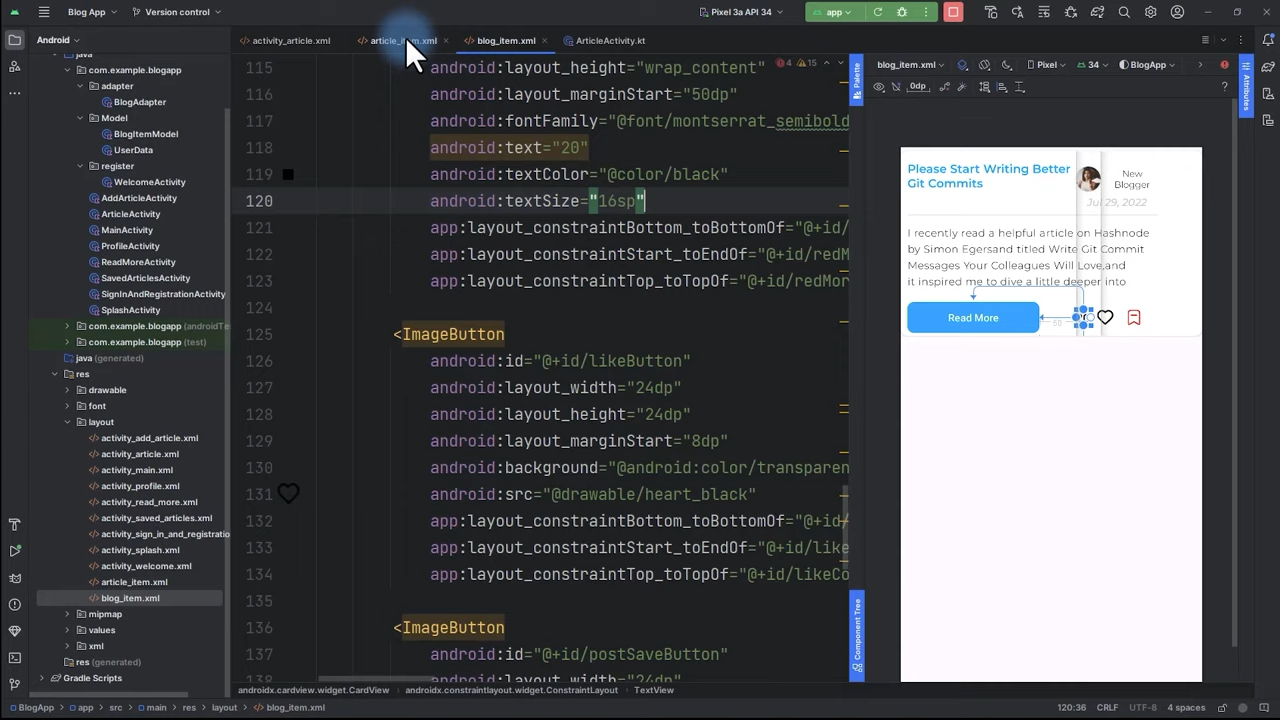 Blog App
Version control
Pixel 3a API 34
app
Android
activity_article.xml
article_item.xml
blog_item.xml
ArticleActivity.kt
java
com.example.blogapp
adapter
BlogAdapter
Model
BlogItemModel
UserData
register
WelcomeActivity
AddArticleActivity
ArticleActivity
MainActivity
ProfileActivity
ReadMoreActivity
SavedArticlesActivity
SignInAndRegistrationActivity
SplashActivity
com.example.blogapp (androidTe
com.example.blogapp (test)
java (generated)
res
drawable
font
layout
activity_add_article.xml
activity_article.xml
activity_main.xml
activity_profile.xml
activity_read_more.xml
activity_saved_articles.xml
activity_sign_in_and_registratio
activity_splash.xml
activity_welcome.xml
article_item.xml
blog_item.xml
mipmap
values
xml
res (generated)
Gradle Scripts
4 15
115 android:layout_height="wrap_content"
116 android:layout_marginStart="50dp"
117 android:fontFamily="@font/montserrat_semibold
118 android:text="20"
119 android:textColor="@color/black"
120 android:textSize="16sp"
121 app:layout_constraintBottom_toBottomOf="@+id/
122 app:layout_constraintStart_toEndOf="@+id/redM
123 app:layout_constraintTop_toTopOf="@+id/redMor
124
125 <ImageButton
126 android:id="@+id/likeButton"
127 android:layout_width="24dp"
128 android:layout_height="24dp"
129 android:layout_marginStart="8dp"
130 android:background="@android:color/transparen
131 android:src="@drawable/heart_black"
132 app:layout_constraintBottom_toBottomOf="@+id/
133 app:layout_constraintStart_toEndOf="@+id/like
134 app:layout_constraintTop_toTopOf="@+id/likeCo
135
136 <ImageButton
137 android:id="@+id/postSaveButton"
138 android:layout_width="24dp"
Palette
Component Tree
blog_item.xml
Pixel
34
BlogApp
0dp
?
Attributes
Please Start Writing Better
Git Commits
New
Blogger
Jul 29, 2022
I recently read a helpful article on Hashnode
by Simon Egersand titled Write Git Commit
Messages Your Colleagues Will Love,and
it inspired me to dive a little deeper into
Read More
50
androidx.cardview.widget.CardView
androidx.constraintlayout.widget.ConstraintLayout
TextView
BlogApp
app
src
main
res
layout
blog_item.xml
120:36
CRLF
UTF-8
4 spaces